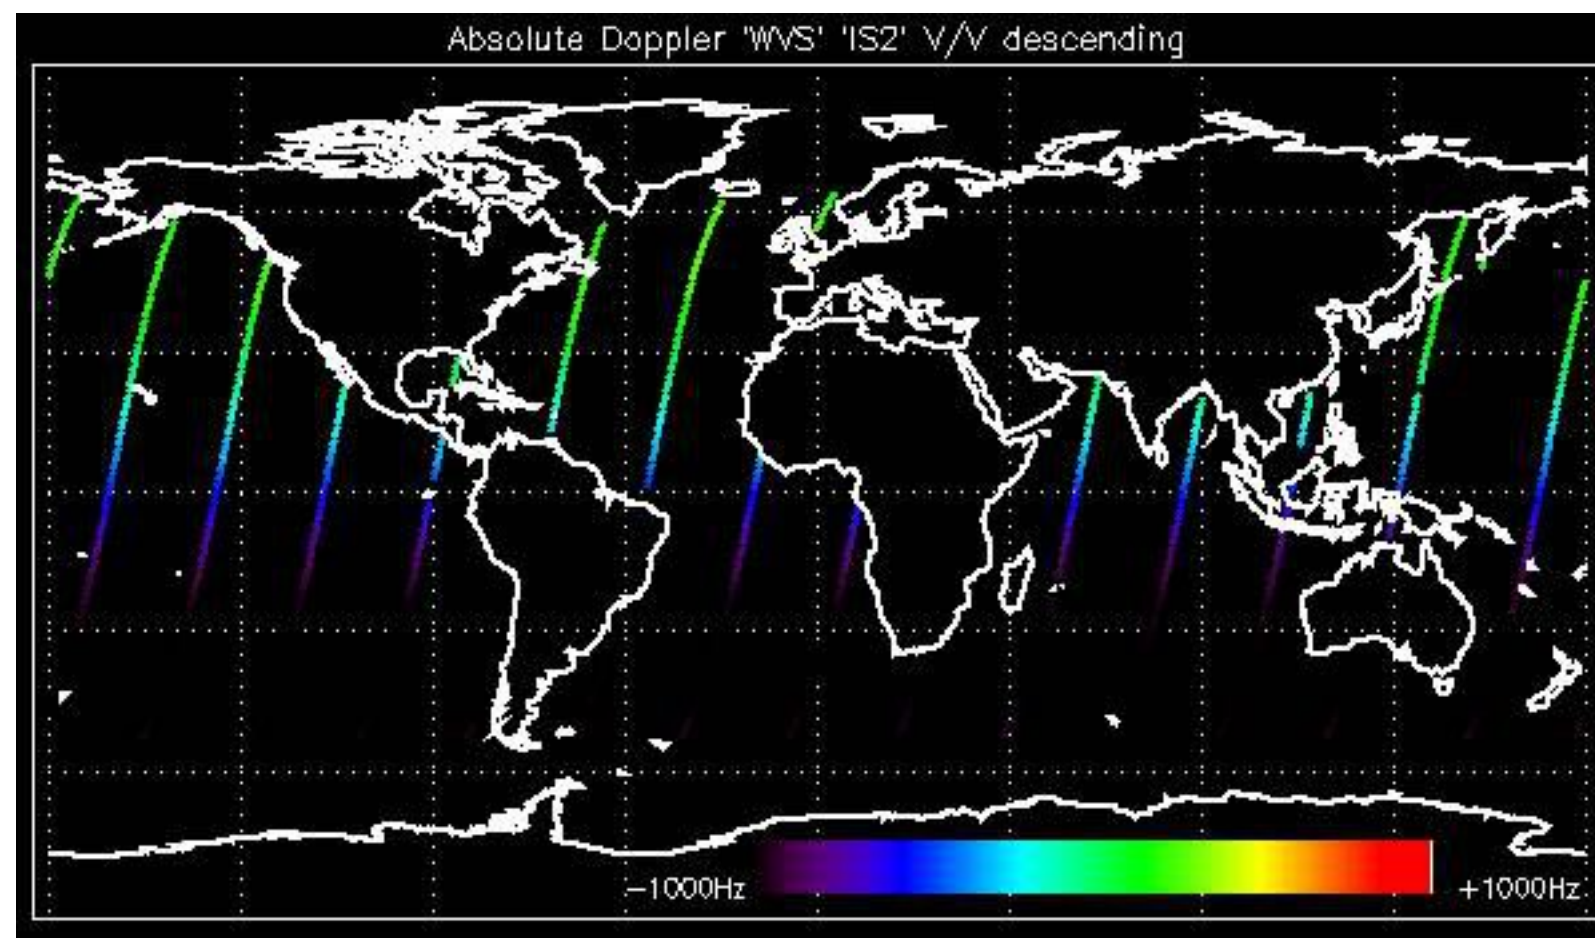 Absolute Doppler 'WVS' 'IS2' V/V descending
−1000Hz
+1000Hz